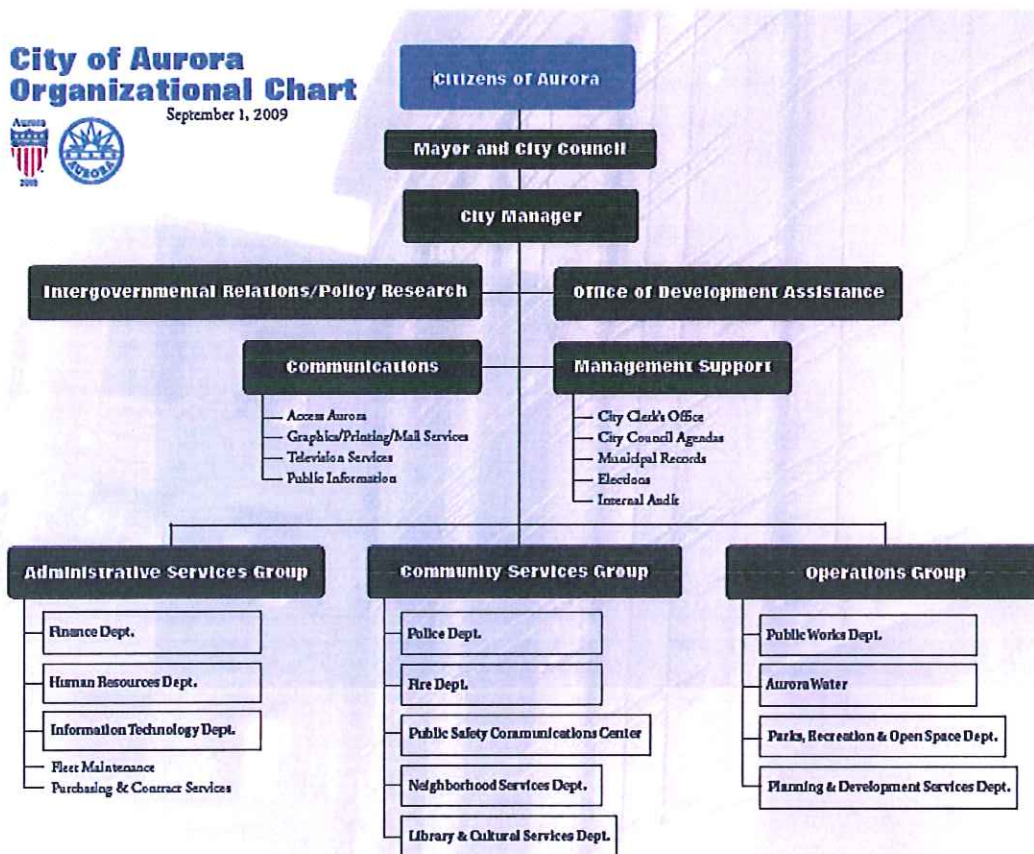 City of Aurora
Organizational Chart
September 1, 2009
Aurora
2008
AURORA
Citizens of Aurora
Mayor and City Council
City Manager
Intergovernmental Relations/Policy Research
Office of Development Assistance
Communications
Access Aurora
Graphics/Printing/Mail Services
Television Services
Public Information
Management Support
City Clerk's Office
City Council Agendas
Municipal Records
Elections
Internal Audit
Administrative Services Group
Finance Dept.
Human Resources Dept.
Information Technology Dept.
Fleet Maintenance
Purchasing & Contract Services
Community Services Group
Police Dept.
Fire Dept.
Public Safety Communications Center
Neighborhood Services Dept.
Library & Cultural Services Dept.
Operations Group
Public Works Dept.
Aurora Water
Parks, Recreation & Open Space Dept.
Planning & Development Services Dept.